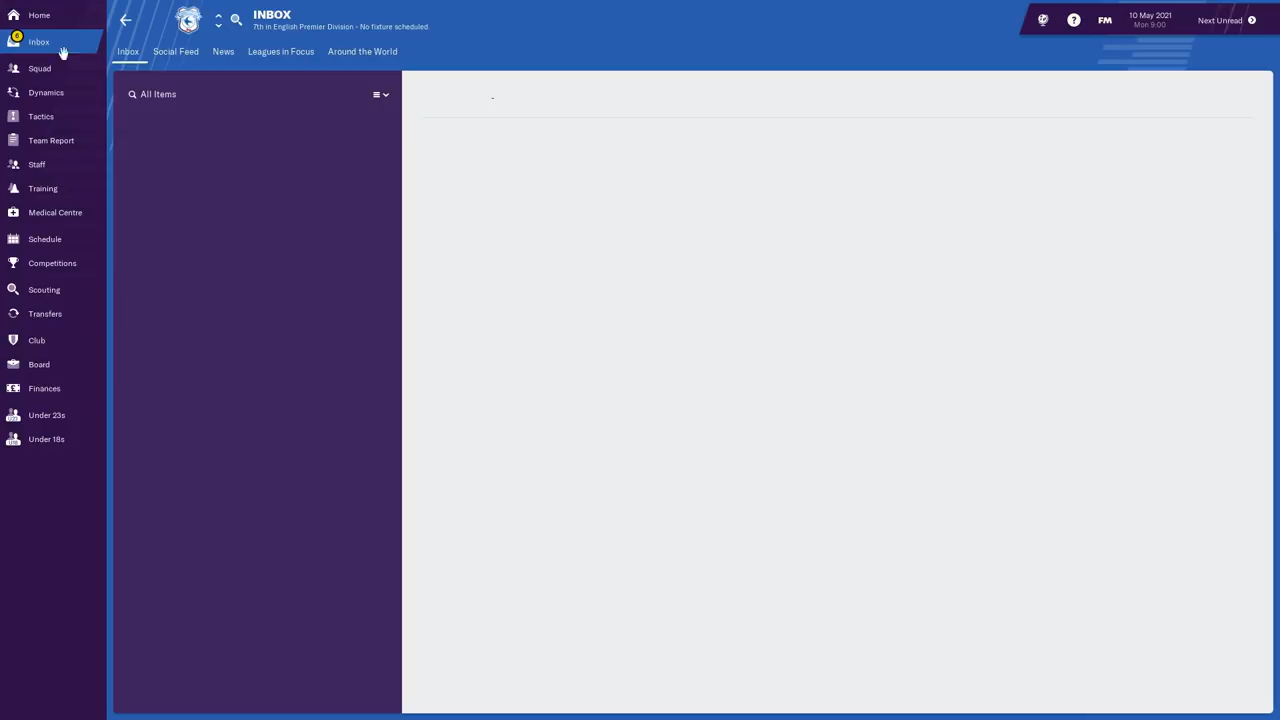 Home
6
Inbox
Squad
Dynamics
Tactics
Team Report
Staff
Training
Medical Centre
Schedule
Competitions
Scouting
Transfers
Club
Board
Finances
Under 23s
Under 18s
INBOX
7th in English Premier Division - No fixture scheduled.
Inbox Social Feed News Leagues in Focus Around the World
All Items
-
? FM
10 May 2021
Mon 9:00
Next Unread